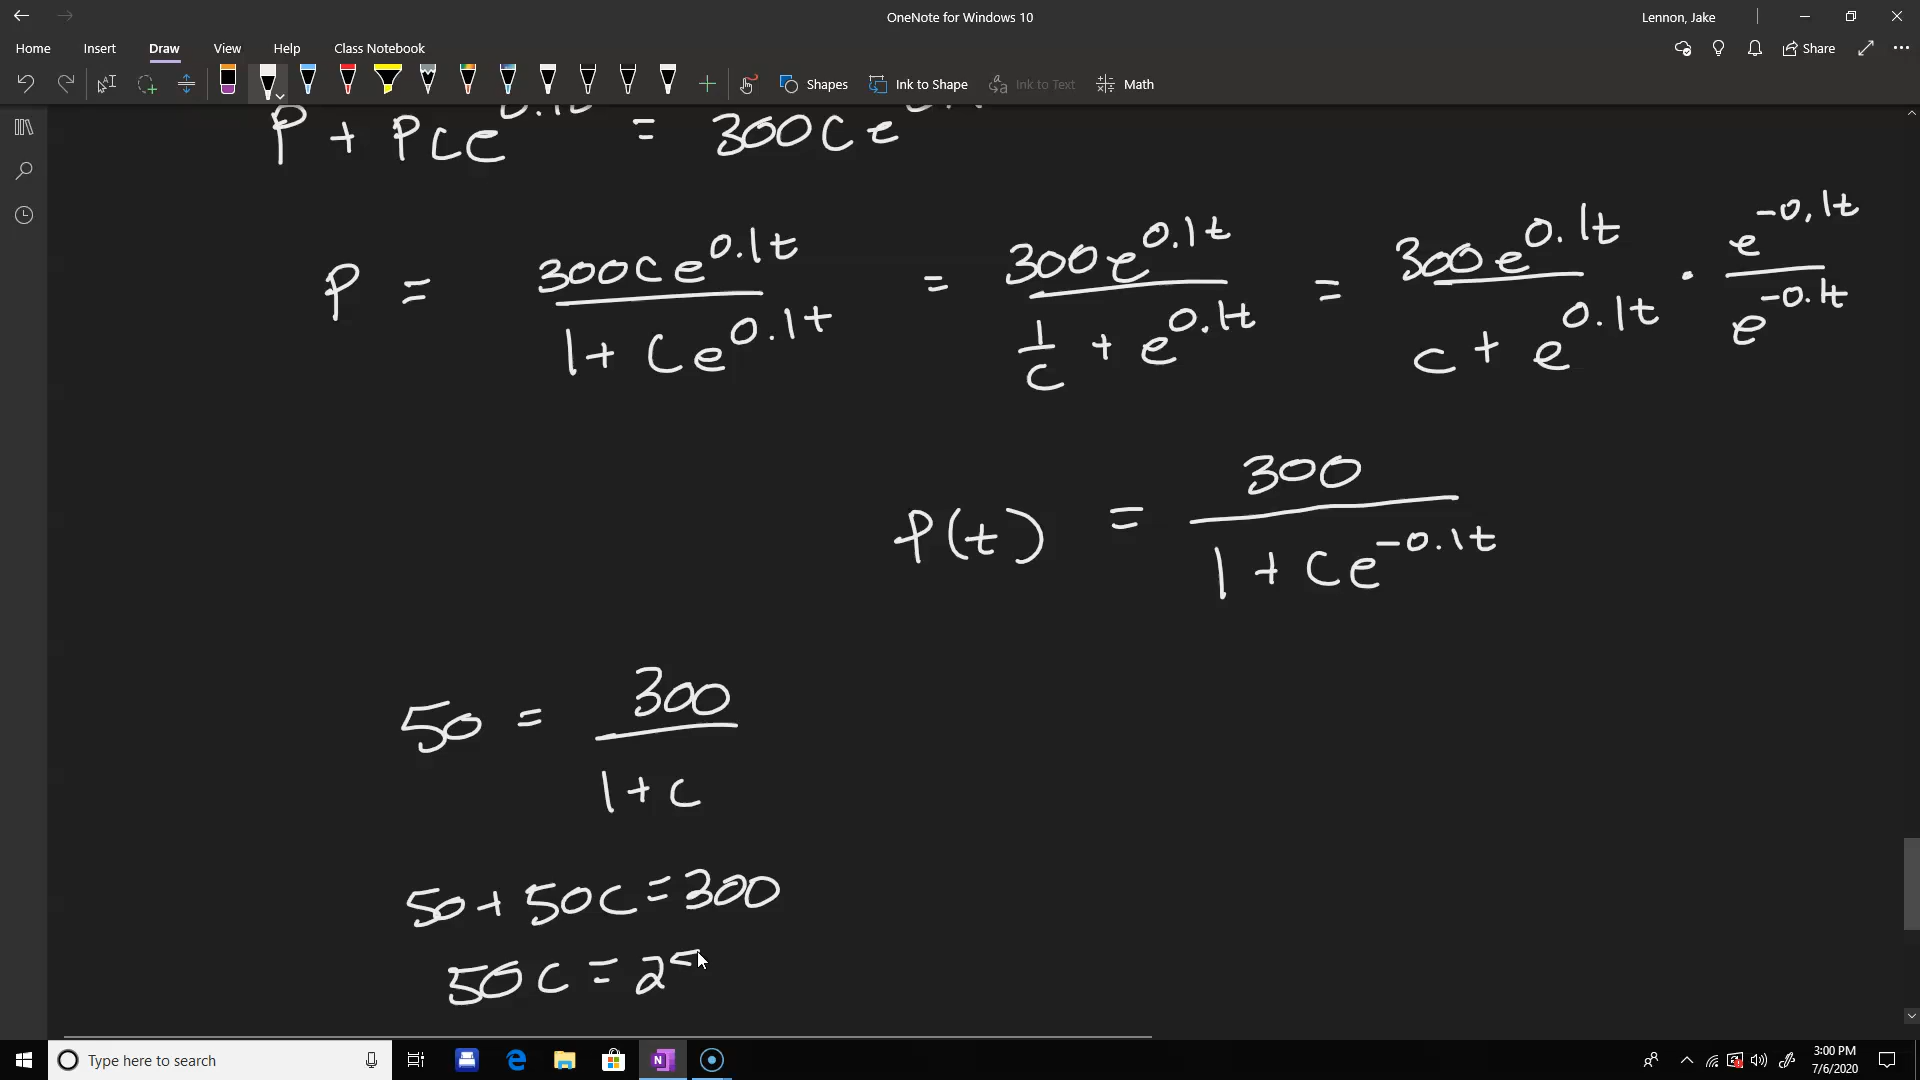 OneNote for Windows 10
Lennon, Jake
Home Insert Draw View Help Class Notebook
Share
Shapes Ink to Shape Ink to Text Math
P + PCe^0.1t = 300Ce
P = 300Ce^0.1t / 1 + Ce^0.1t = 300e^0.1t / 1/C + e^0.1t = 300e^0.1t / C + e^0.1t · e^-0.1t / e^-0.1t
P(t) = 300 / 1 + Ce^-0.1t
50 = 300 / 1 + C
50 + 50C = 300
50C = 25
Type here to search
3:00 PM
7/6/2020